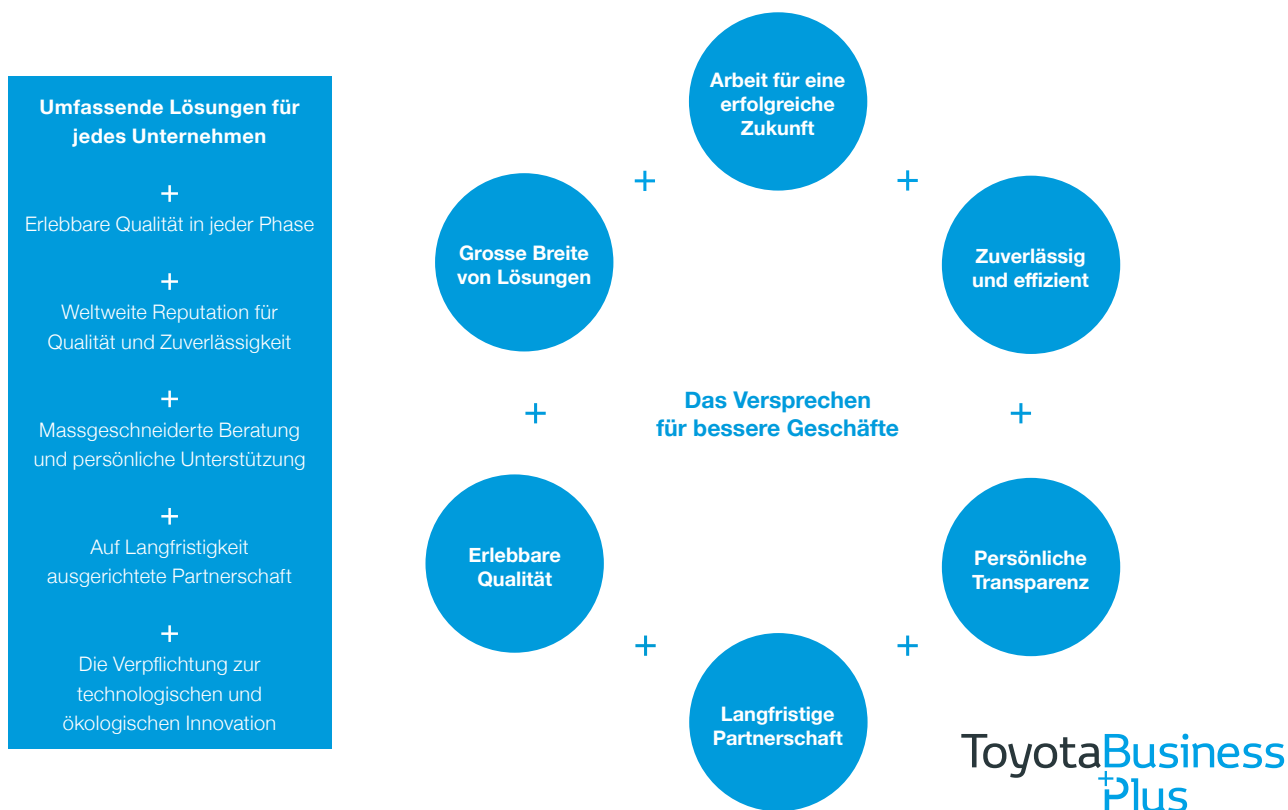 Umfassende Lösungen für
jedes Unternehmen
+
Erlebbare Qualität in jeder Phase
+
Weltweite Reputation für
Qualität und Zuverlässigkeit
+
Massgeschneiderte Beratung
und persönliche Unterstützung
+
Auf Langfristigkeit
ausgerichtete Partnerschaft
+
Die Verpflichtung zur
technologischen und
ökologischen Innovation
Arbeit für eine
erfolgreiche
Zukunft
+
+
Grosse Breite
von Lösungen
Zuverlässig
und effizient
Das Versprechen
für bessere Geschäfte
+
+
Erlebbare
Qualität
Persönliche
Transparenz
+
+
Langfristige
Partnerschaft
ToyotaBusiness
+Plus